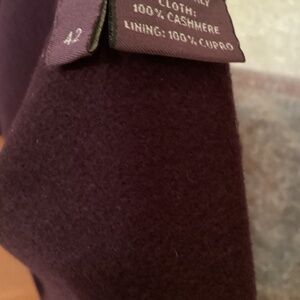 CLOTH:
100% CASHMERE
LINING: 100% CUPRO
42